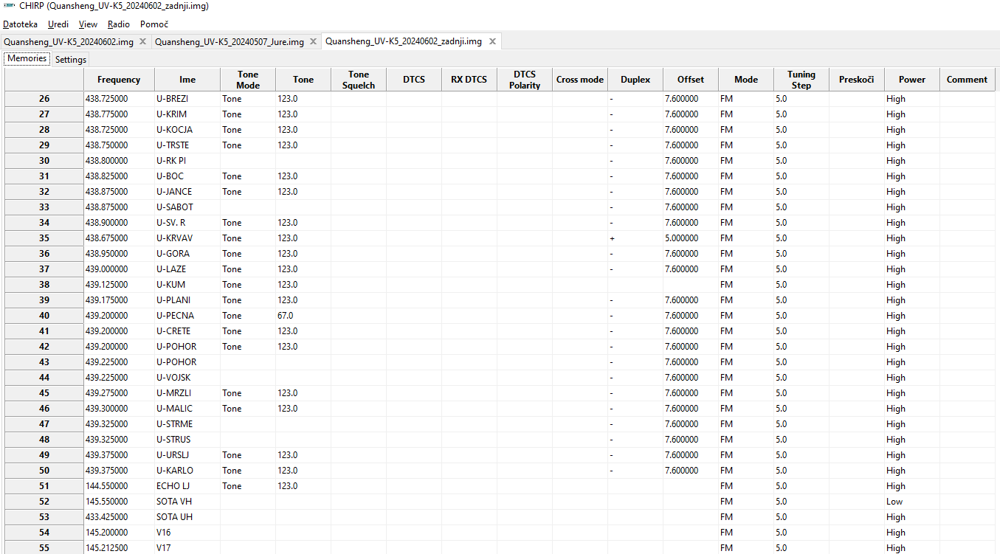 CHIRP (Quansheng_UV-K5_20240602_zadnji.img)
Datoteka Uredi View Radio Pomoč
Quansheng_UV-K5_20240602.img Quansheng_UV-K5_20240507_Jure.img Quansheng_UV-K5_20240602_zadnji.img
Memories Settings
Frequency Ime Tone Mode Tone Tone Squelch DTCS RX DTCS DTCS Polarity Cross mode Duplex Offset Mode Tuning Step Preskoči Power Comment
26 438.725000 U-BREZI Tone 123.0 - 7.600000 FM 5.0 High
27 438.775000 U-KRIM Tone 123.0 - 7.600000 FM 5.0 High
28 438.725000 U-KOCJA Tone 123.0 - 7.600000 FM 5.0 High
29 438.750000 U-TRSTE Tone 123.0 - 7.600000 FM 5.0 High
30 438.800000 U-RK PI - 7.600000 FM 5.0 High
31 438.825000 U-BOC Tone 123.0 - 7.600000 FM 5.0 High
32 438.875000 U-JANCE Tone 123.0 - 7.600000 FM 5.0 High
33 438.875000 U-SABOT - 7.600000 FM 5.0 High
34 438.900000 U-SV. R Tone 123.0 - 7.600000 FM 5.0 High
35 438.675000 U-KRVAV Tone 123.0 + 5.000000 FM 5.0 High
36 438.950000 U-GORA Tone 123.0 - 7.600000 FM 5.0 High
37 439.000000 U-LAZE Tone 123.0 - 7.600000 FM 5.0 High
38 439.125000 U-KUM Tone 123.0 FM 5.0 High
39 439.175000 U-PLANI Tone 123.0 - 7.600000 FM 5.0 High
40 439.200000 U-PECNA Tone 67.0 - 7.600000 FM 5.0 High
41 439.200000 U-CRETE Tone 123.0 - 7.600000 FM 5.0 High
42 439.200000 U-POHOR Tone 123.0 - 7.600000 FM 5.0 High
43 439.225000 U-POHOR - 7.600000 FM 5.0 High
44 439.225000 U-VOJSK - 7.600000 FM 5.0 High
45 439.275000 U-MRZLI Tone 123.0 - 7.600000 FM 5.0 High
46 439.300000 U-MALIC Tone 123.0 - 7.600000 FM 5.0 High
47 439.325000 U-STRME - 7.600000 FM 5.0 High
48 439.325000 U-STRUS - 7.600000 FM 5.0 High
49 439.375000 U-URSLJ Tone 123.0 - 7.600000 FM 5.0 High
50 439.375000 U-KARLO Tone 123.0 - 7.600000 FM 5.0 High
51 144.550000 ECHO LJ Tone 123.0 FM 5.0 High
52 145.550000 SOTA VH FM 5.0 Low
53 433.425000 SOTA UH FM 5.0 High
54 145.200000 V16 FM 5.0 High
55 145.212500 V17 FM 5.0 High